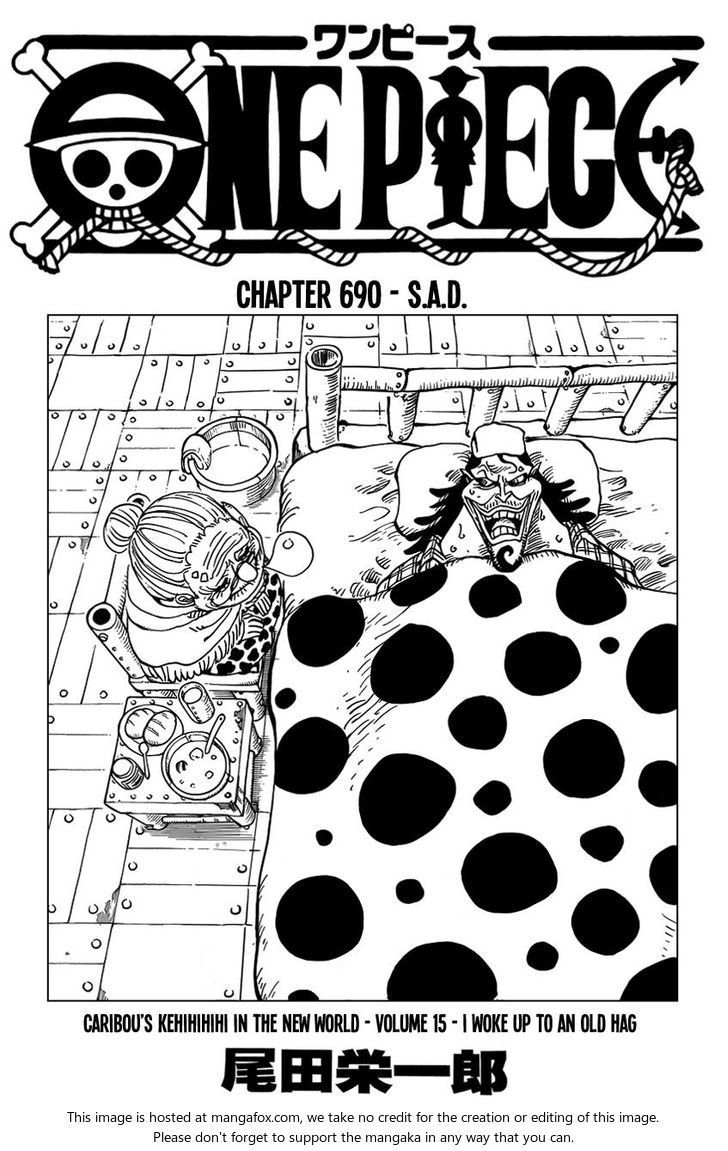 ワンピース
ONE PIECE
CHAPTER 690 - S.A.D.
CARIBOU'S KEHIHIHIHI IN THE NEW WORLD - VOLUME 15 - I WOKE UP TO AN OLD HAG
尾田栄一郎
This image is hosted at mangafox.com, we take no credit for the creation or editing of this image.
Please don't forget to support the mangaka in any way that you can.